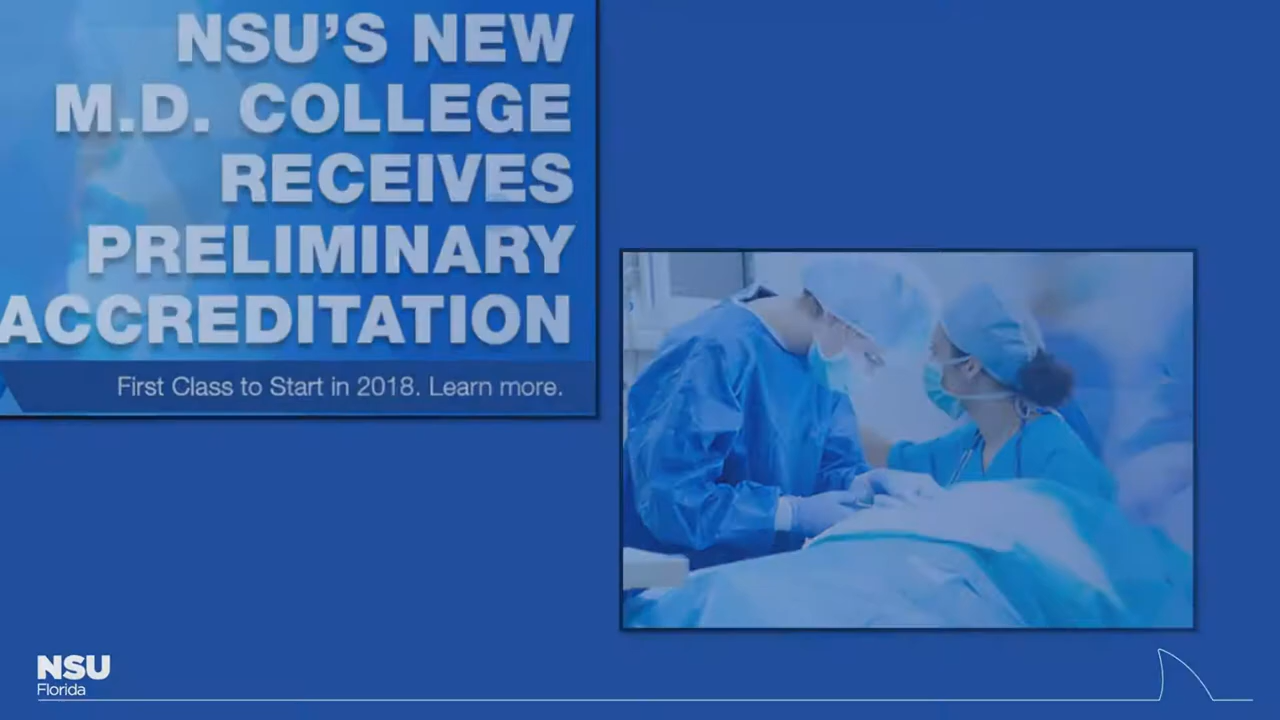 NSU'S NEW
M.D. COLLEGE
RECEIVES
PRELIMINARY
ACCREDITATION
First Class to Start in 2018. Learn more.
NSU
Florida